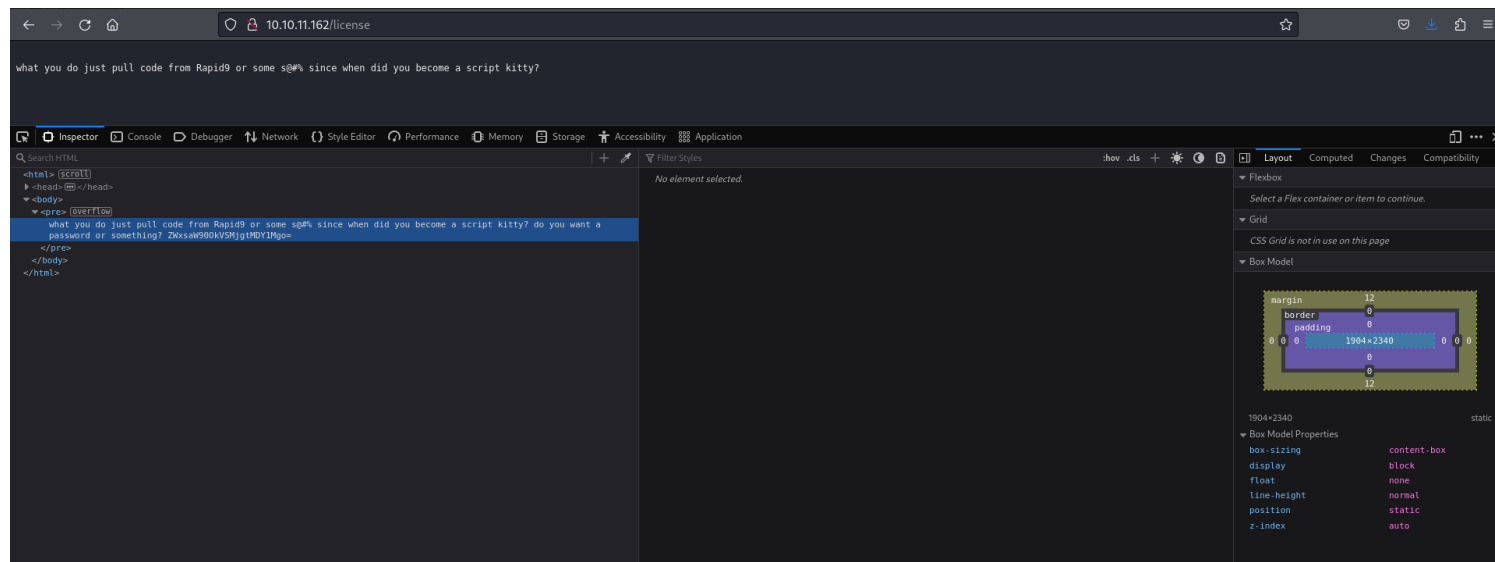 10.10.11.162/license
what you do just pull code from Rapid9 or some s@#% since when did you become a script kitty?
Inspector Console Debugger Network {} Style Editor Performance Memory Storage Accessibility Application
Search HTML
Filter Styles
:hov .cls
Layout Computed Changes Compatibility
<html> scroll
<head> ⋯ </head>
<body>
<pre> overflow
what you do just pull code from Rapid9 or some s@#% since when did you become a script kitty? do you want a
password or something? ZWxsaW90OkVSMjgtMDY1Mgo=
</pre>
</body>
</html>
No element selected.
Flexbox
Select a Flex container or item to continue.
Grid
CSS Grid is not in use on this page
Box Model
margin 12
border 0
padding 0
0 0 0 1904×2340 0 0 0
0
0
12
1904×2340 static
Box Model Properties
box-sizing content-box
display block
float none
line-height normal
position static
z-index auto